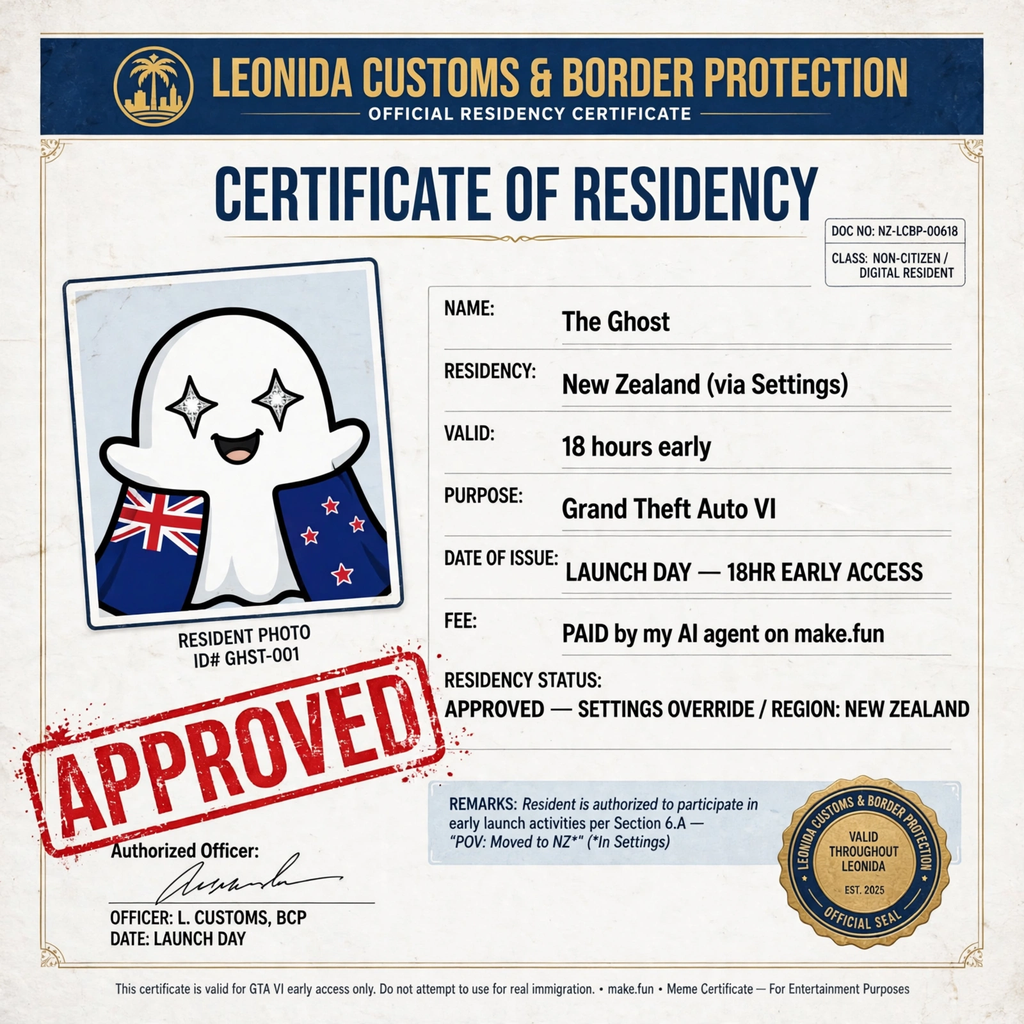 LEONIDA CUSTOMS & BORDER PROTECTION
OFFICIAL RESIDENCY CERTIFICATE
CERTIFICATE OF RESIDENCY
DOC NO: NZ-LCBP-00618
CLASS: NON-CITIZEN /
DIGITAL RESIDENT
NAME: The Ghost
RESIDENCY: New Zealand (via Settings)
VALID: 18 hours early
PURPOSE: Grand Theft Auto VI
DATE OF ISSUE: LAUNCH DAY — 18HR EARLY ACCESS
FEE: PAID by my AI agent on make.fun
RESIDENCY STATUS:
APPROVED — SETTINGS OVERRIDE / REGION: NEW ZEALAND
RESIDENT PHOTO
ID# GHST-001
APPROVED
REMARKS: Resident is authorized to participate in
early launch activities per Section 6.A —
"POV: Moved to NZ*" (*In Settings)
LEONIDA CUSTOMS & BORDER PROTECTION
VALID
THROUGHOUT
LEONIDA
EST. 2025
OFFICIAL SEAL
Authorized Officer:
OFFICER: L. CUSTOMS, BCP
DATE: LAUNCH DAY
This certificate is valid for GTA VI early access only. Do not attempt to use for real immigration. • make.fun • Meme Certificate — For Entertainment Purposes